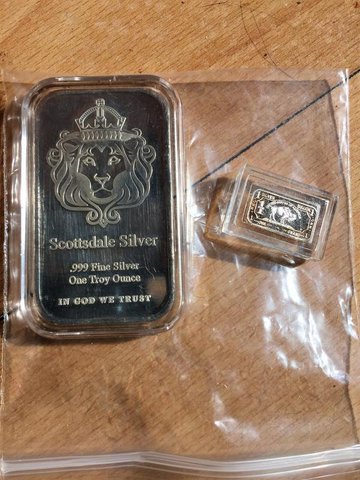 Scottsdale Silver
.999 Fine Silver
One Troy Ounce
IN GOD WE TRUST